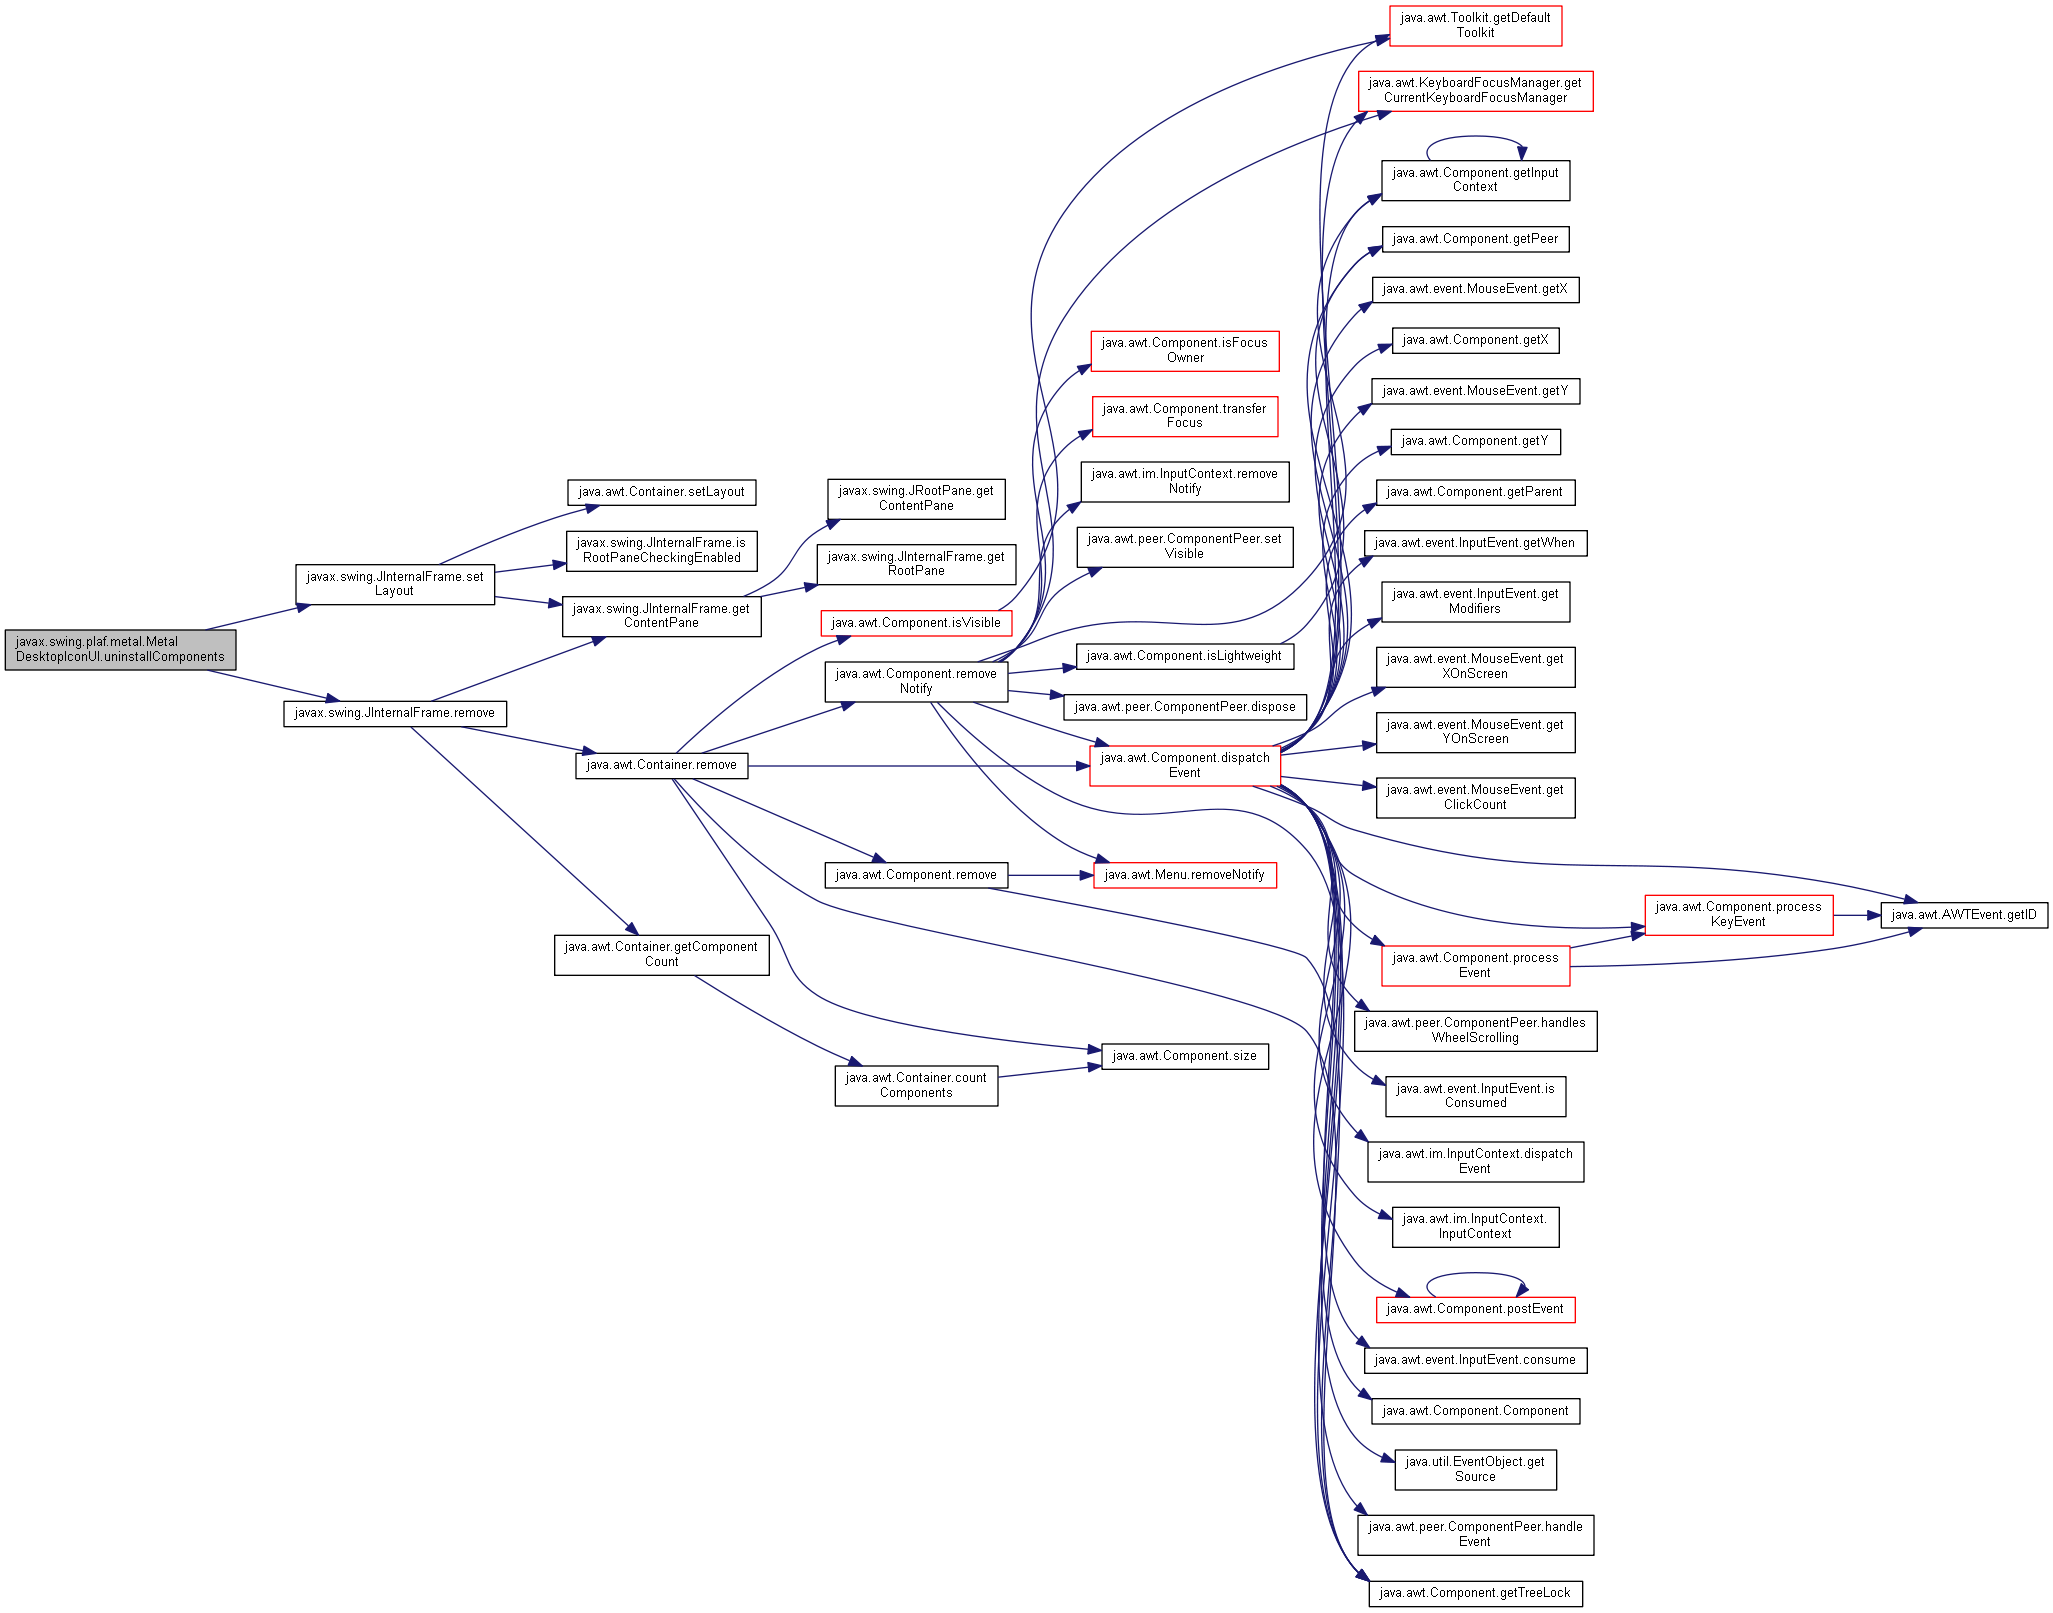 javax.swing.plaf.metal.Metal
DesktopIconUI.uninstallComponents
javax.swing.JInternalFrame.set
Layout
javax.swing.JInternalFrame.remove
java.awt.Container.setLayout
javax.swing.JInternalFrame.is
RootPaneCheckingEnabled
javax.swing.JInternalFrame.get
ContentPane
java.awt.Container.remove
java.awt.Container.getComponent
Count
javax.swing.JRootPane.get
ContentPane
javax.swing.JInternalFrame.get
RootPane
java.awt.Component.isVisible
java.awt.Component.remove
Notify
java.awt.Component.remove
java.awt.Container.count
Components
java.awt.Component.isFocus
Owner
java.awt.Component.transfer
Focus
java.awt.im.InputContext.remove
Notify
java.awt.peer.ComponentPeer.set
Visible
java.awt.Component.isLightweight
java.awt.peer.ComponentPeer.dispose
java.awt.Component.dispatch
Event
java.awt.Menu.removeNotify
java.awt.Component.size
java.awt.Toolkit.getDefault
Toolkit
java.awt.KeyboardFocusManager.get
CurrentKeyboardFocusManager
java.awt.Component.getInput
Context
java.awt.Component.getPeer
java.awt.event.MouseEvent.getX
java.awt.Component.getX
java.awt.event.MouseEvent.getY
java.awt.Component.getY
java.awt.Component.getParent
java.awt.event.InputEvent.getWhen
java.awt.event.InputEvent.get
Modifiers
java.awt.event.MouseEvent.get
XOnScreen
java.awt.event.MouseEvent.get
YOnScreen
java.awt.event.MouseEvent.get
ClickCount
java.awt.Component.process
Event
java.awt.peer.ComponentPeer.handles
WheelScrolling
java.awt.event.InputEvent.is
Consumed
java.awt.im.InputContext.dispatch
Event
java.awt.im.InputContext.
InputContext
java.awt.Component.postEvent
java.awt.event.InputEvent.consume
java.awt.Component.Component
java.util.EventObject.get
Source
java.awt.peer.ComponentPeer.handle
Event
java.awt.Component.getTreeLock
java.awt.Component.process
KeyEvent
java.awt.AWTEvent.getID